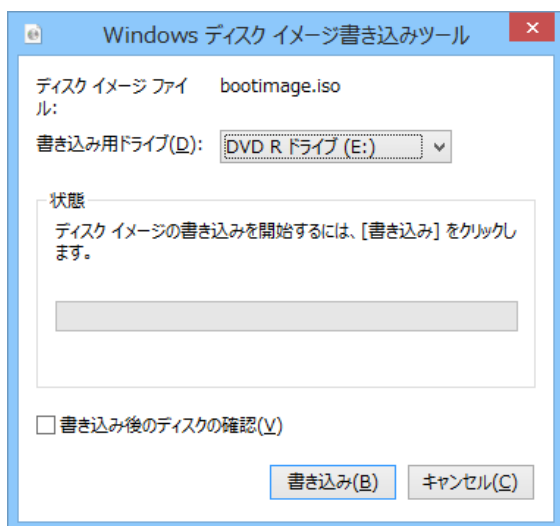 Windows ディスク イメージ書き込みツール
ディスク イメージ ファイ bootimage.iso
ル:
書き込み用ドライブ(D): DVD R ドライブ (E:)
状態
ディスク イメージの書き込みを開始するには、[書き込み] をクリックし
ます。
書き込み後のディスクの確認(V)
書き込み(B) キャンセル(C)